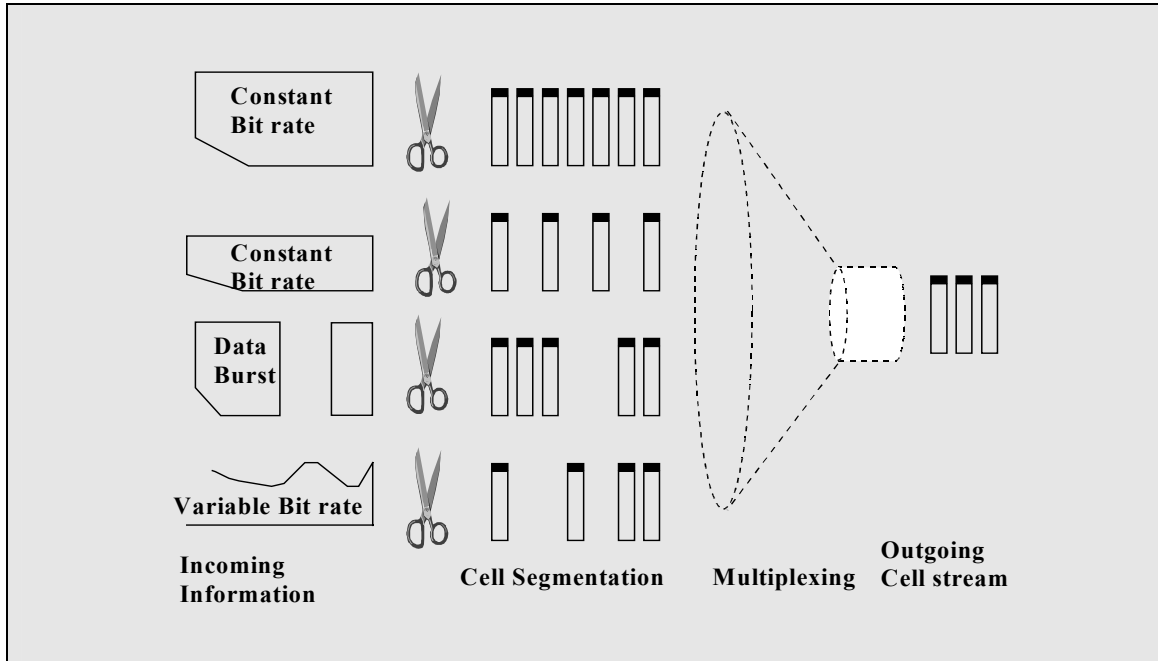 Constant
Bit rate
Constant
Bit rate
Data
Burst
Variable Bit rate
Incoming
Information
Cell Segmentation
Multiplexing
Outgoing
Cell stream